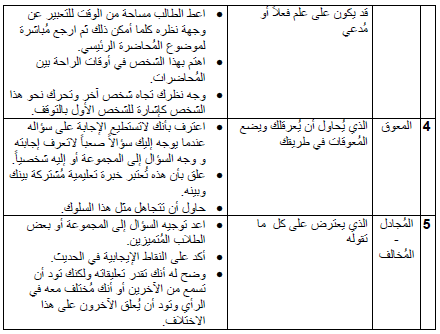 قد يكون على علم فعلاً أو
مُدعي
• اعط الطالب مساحة من الوقت للتعبير عن
وجهة نظره كلما أمكن ذلك ثم ارجع مُباشرة
لموضوع المُحاضرة الرئيسي.
• اهتم بهذا الشخص في أوقات الراحة بين
المُحاضرات.
• وجه نظرك تجاه شخص آخر وتحرك نحو هذا
الشخص كإشارة للشخص الأول بالتوقف.
4
المعوق
الذي يُحاول أن يُعرقلك ويضع
المُعوقات في طريقك
• اعترف بأنك لاتستطيع الإجابة على سؤاله
عندما يوجه إليك سؤالاً صعباً لاتعرف إجابته
و وجه السؤال إلى المجموعة أو إليه شخصياً.
• علق بأن هذه تُعتبر خبرة تعليمية مُشتركة بينك
وبينه.
• حاول أن تتجاهل مثل هذا السلوك.
5
المُجادل
-
المُخالف
الذي يعترض على كل ما
تقوله
• اعد توجيه السؤال إلى المجموعة أو بعض
الطلاب المُتميزين.
• أكد على النقاط الإيجابية في الحديث.
• وضح له أنك تقدر تعليقاته ولكنك تود أن
تسمع من الآخرين أو أنك مُختلف معه في
الرأي وتود أن يُعلق الآخرون على هذا
الإختلاف.